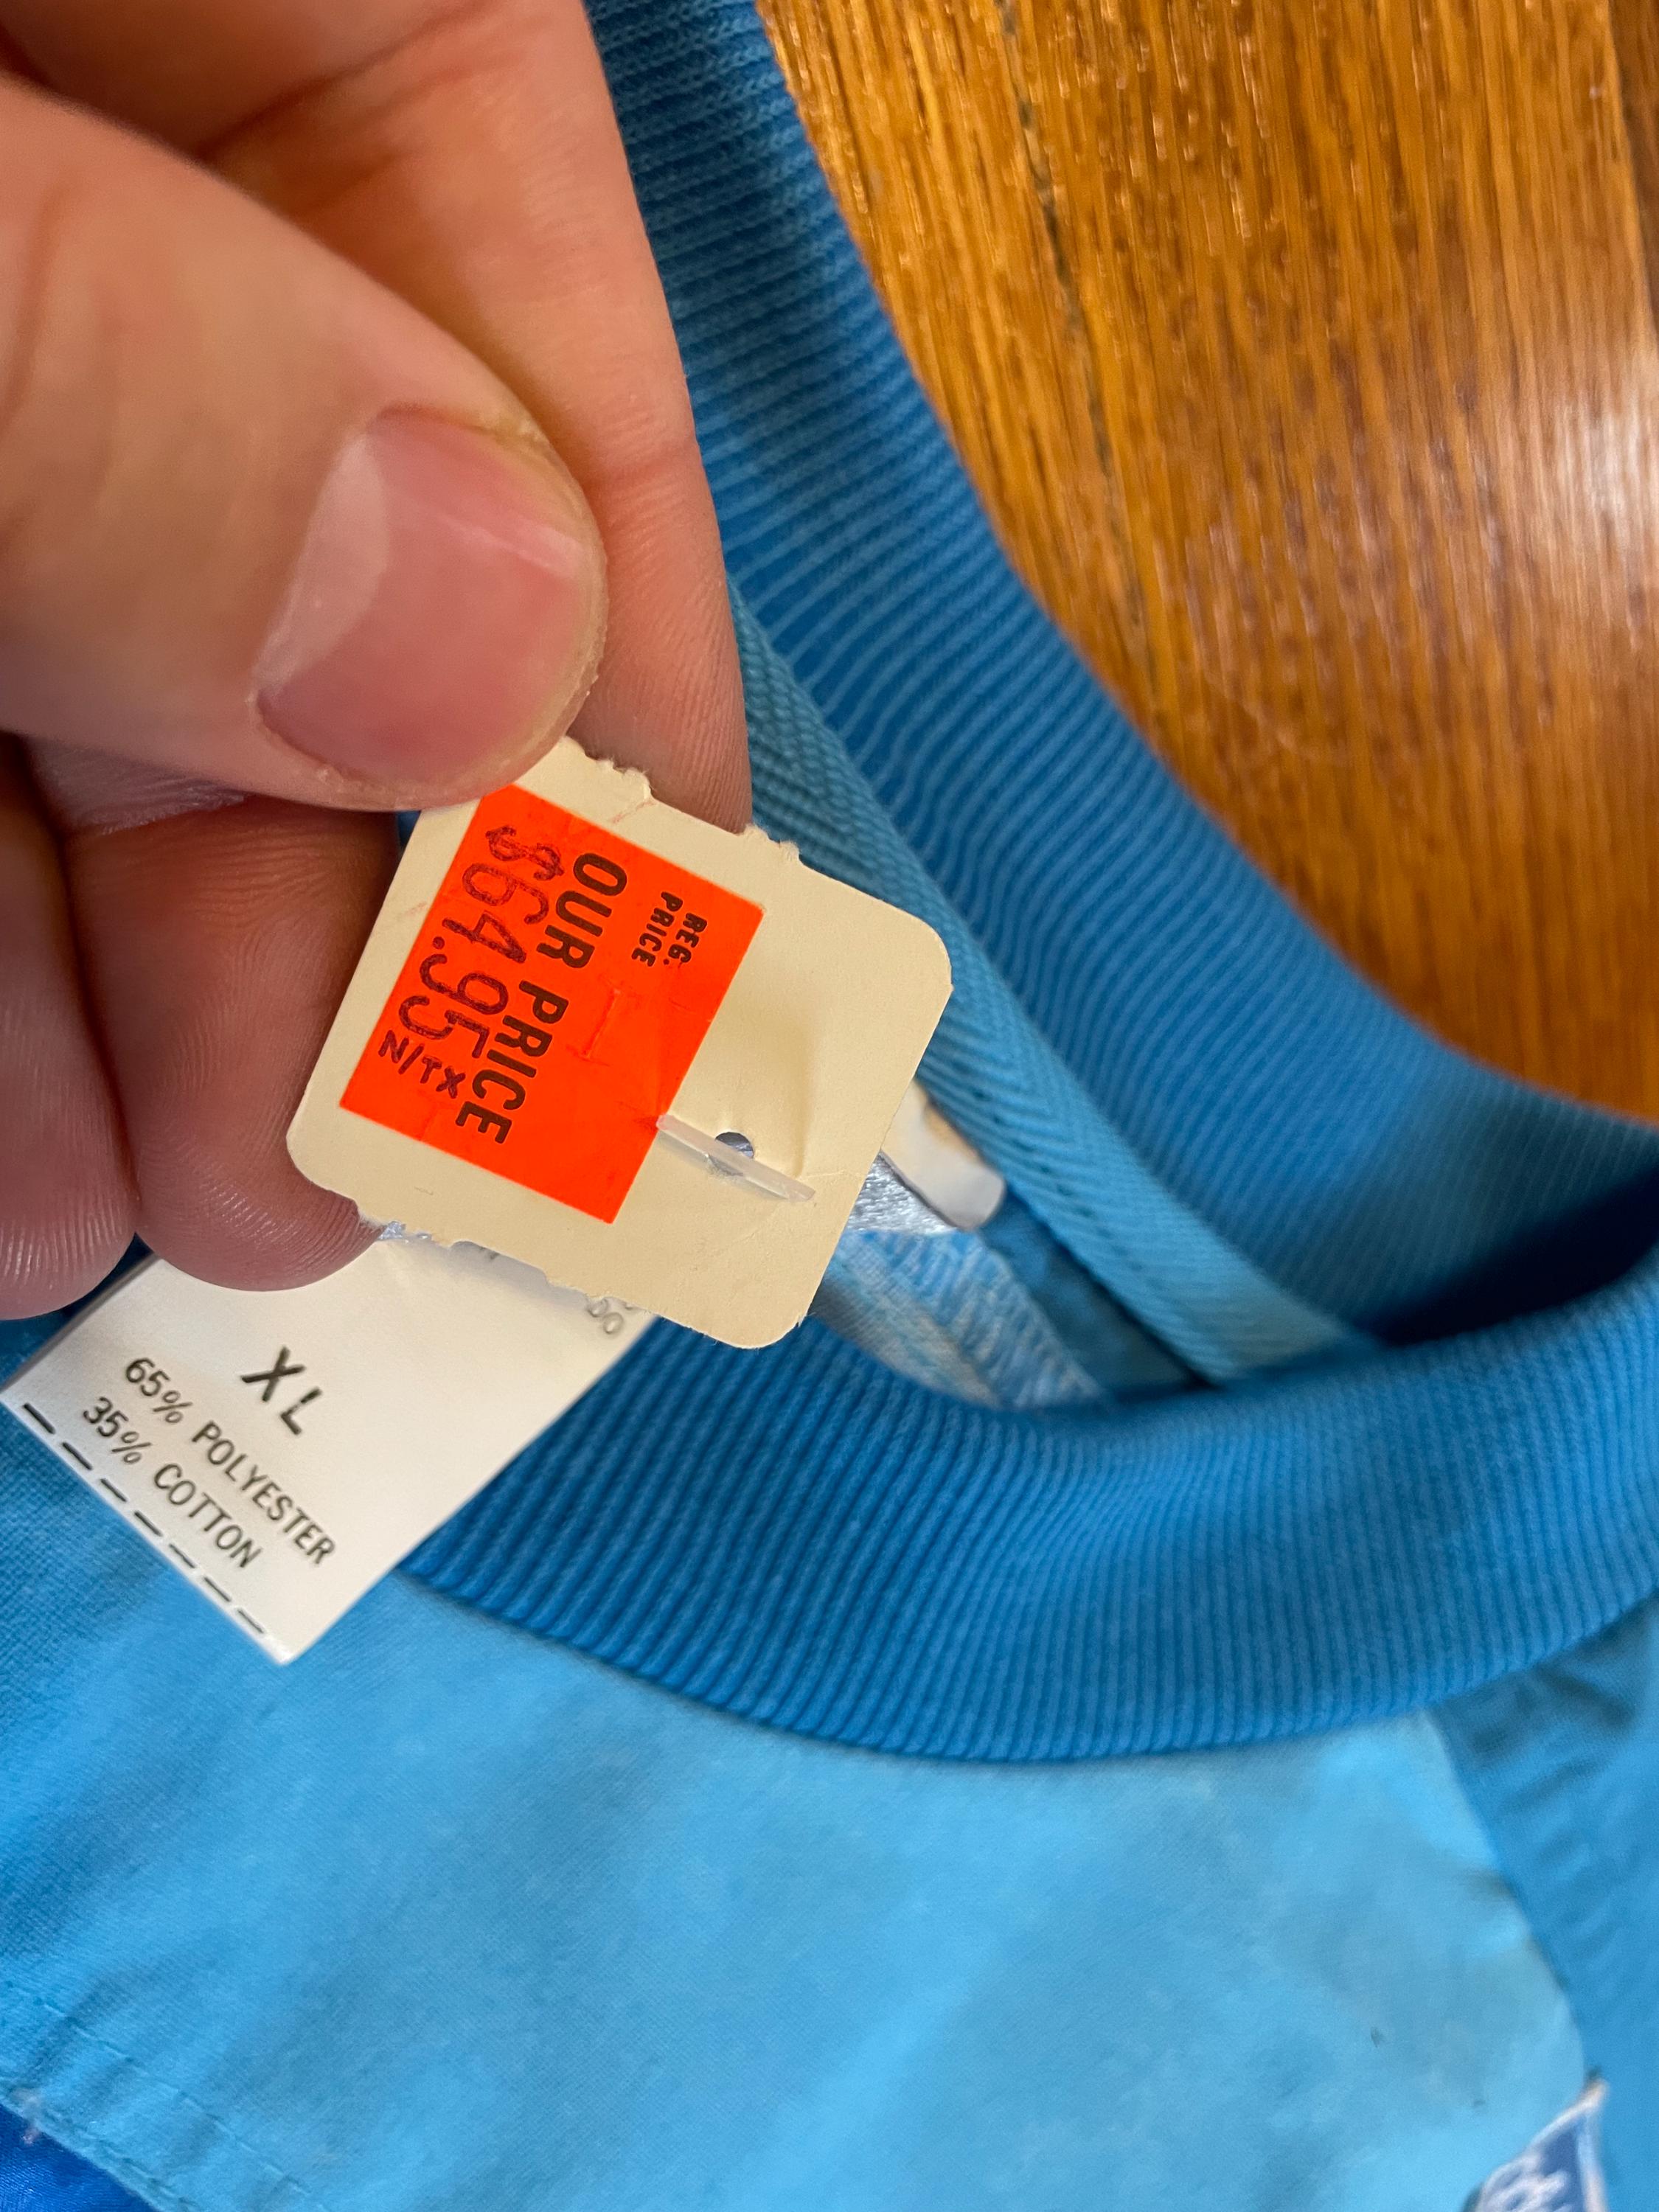 REG.
PRICE
OUR PRICE
$64.95
N/TX
XL
65% POLYESTER
35% COTTON